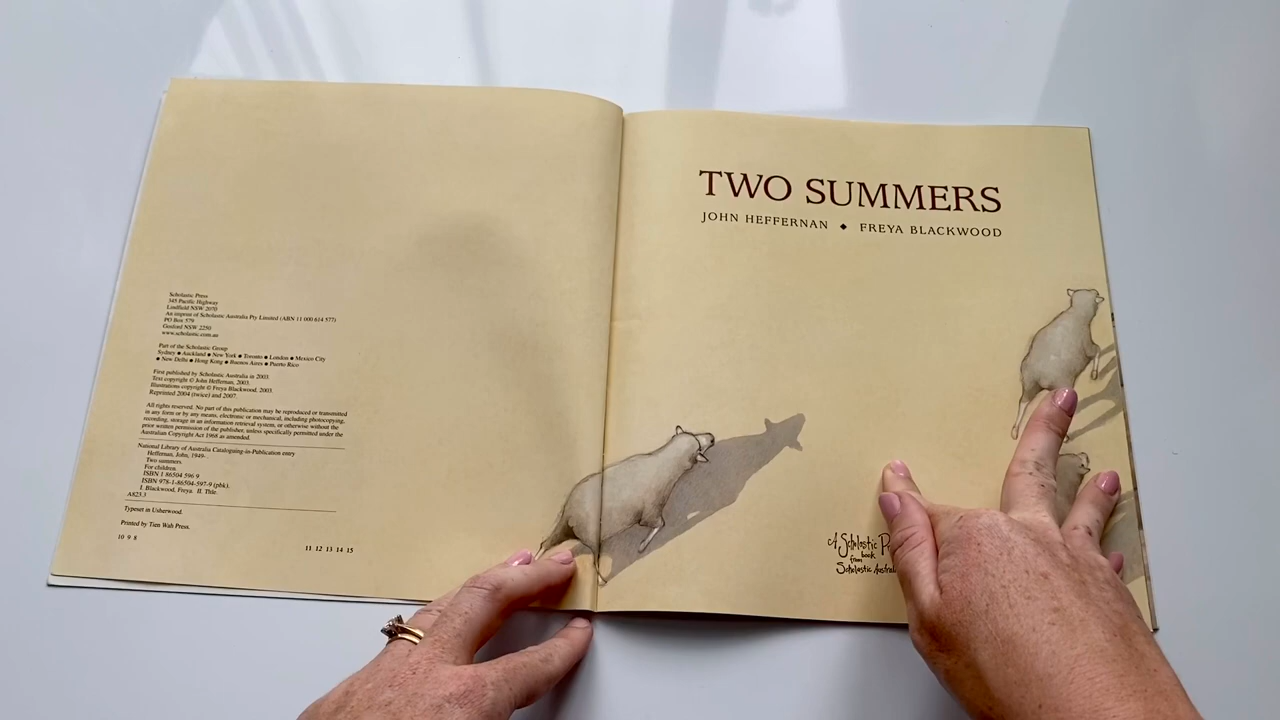 Scholastic Press
345 Pacific Highway
Lindfield NSW 2070
An imprint of Scholastic Australia Pty Limited (ABN 11 000 614 577)
PO Box 579
Gosford NSW 2250
www.scholastic.com.au
Part of the Scholastic Group
Sydney • Auckland • New York • Toronto • London • Mexico City
• New Delhi • Hong Kong • Buenos Aires • Puerto Rico
First published by Scholastic Australia in 2003.
Text copyright © John Heffernan, 2003.
Illustrations copyright © Freya Blackwood, 2003.
Reprinted 2004 (twice) and 2007.
All rights reserved. No part of this publication may be reproduced or transmitted
in any form or by any means, electronic or mechanical, including photocopying,
recording, storage in an information retrieval system, or otherwise without the
prior written permission of the publisher, unless specifically permitted under the
Australian Copyright Act 1968 as amended.
National Library of Australia Cataloguing-in-Publication entry
Heffernan, John, 1949-
Two summers.
For children.
ISBN 1 86504 596 9
ISBN 978-1-86504-597-9 (pbk).
I. Blackwood, Freya. II. Title.
A823.3
Typeset in Usherwood.
Printed by Tien Wah Press.
10 9 8
11 12 13 14 15
TWO SUMMERS
JOHN HEFFERNAN ◆ FREYA BLACKWOOD
A Scholastic
book
from
Scholastic